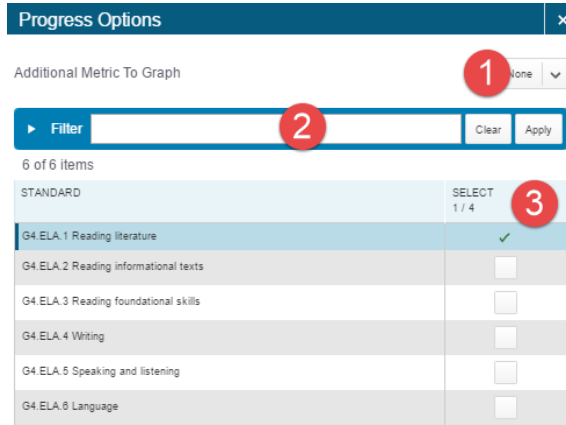 Progress Options
×
Additional Metric To Graph
1
None
Filter
2
Clear
Apply
6 of 6 items
STANDARD
SELECT
1 / 4
3
G4.ELA.1 Reading literature
G4.ELA.2 Reading informational texts
G4.ELA.3 Reading foundational skills
G4.ELA.4 Writing
G4.ELA.5 Speaking and listening
G4.ELA.6 Language